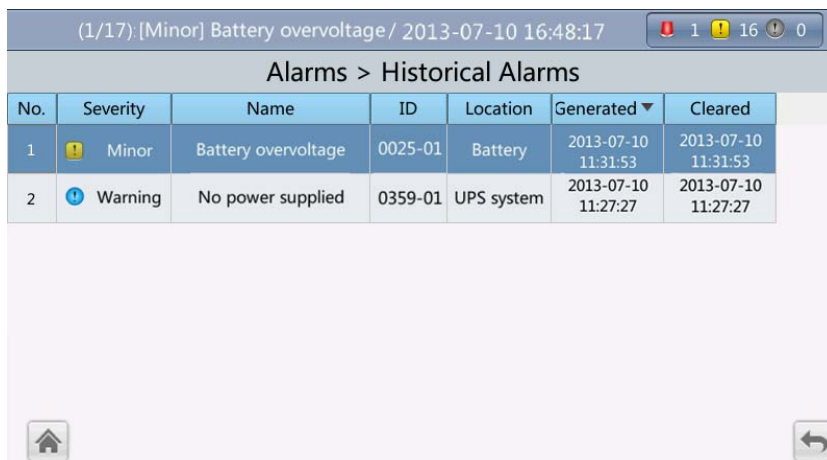 (1/17):[Minor] Battery overvoltage/ 2013-07-10 16:48:17 1 16 0
Alarms > Historical Alarms
No. Severity Name ID Location Generated Cleared
1 Minor Battery overvoltage 0025-01 Battery 2013-07-10 11:31:53 2013-07-10 11:31:53
2 Warning No power supplied 0359-01 UPS system 2013-07-10 11:27:27 2013-07-10 11:27:27